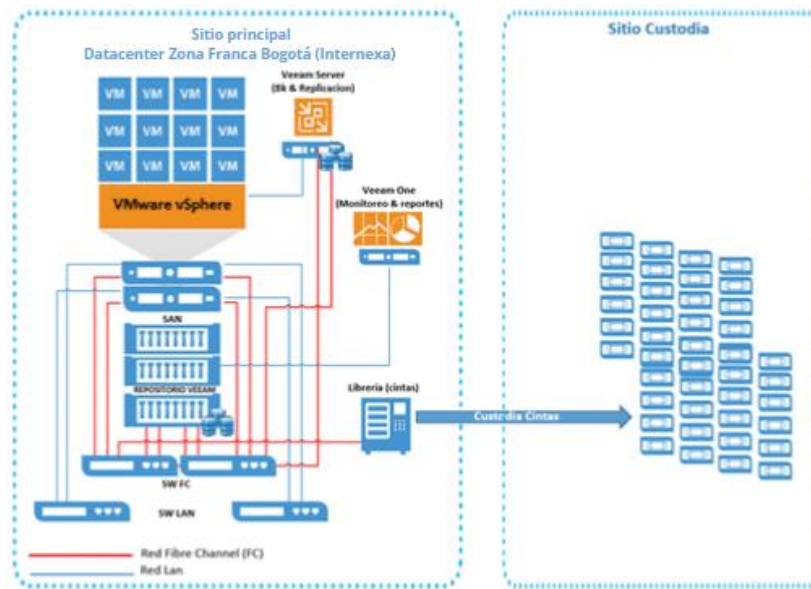 Sitio principal
Datacenter Zona Franca Bogotá (Internexa)
Sitio Custodia
Veeam Server
(Bk & Replicacion)
VM VM VM VM
VM VM VM VM
VM VM VM VM
VMware vSphere
Veeam One
(Monitoreo & reportes)
SAN
REPOSITORIO VEEAM
Librería (cintas)
Custodia Cintas
SW FC
SW LAN
Red Fibre Channel (FC)
Red Lan